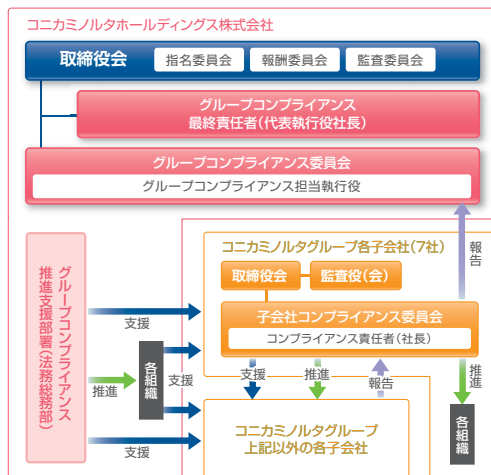 コニカミノルタホールディングス株式会社
取締役会
指名委員会
報酬委員会
監査委員会
グループコンプライアンス
最終責任者(代表執行役社長)
グループコンプライアンス委員会
グループコンプライアンス担当執行役
報告
コニカミノルタグループ各子会社(7社)
取締役会
監査役(会)
子会社コンプライアンス委員会
コンプライアンス責任者(社長)
グループコンプライアンス
推進支援部署(法務総務部)
支援
各組織
推進
支援
支援
支援
推進
報告
推進
各組織
コニカミノルタグループ
上記以外の各子会社